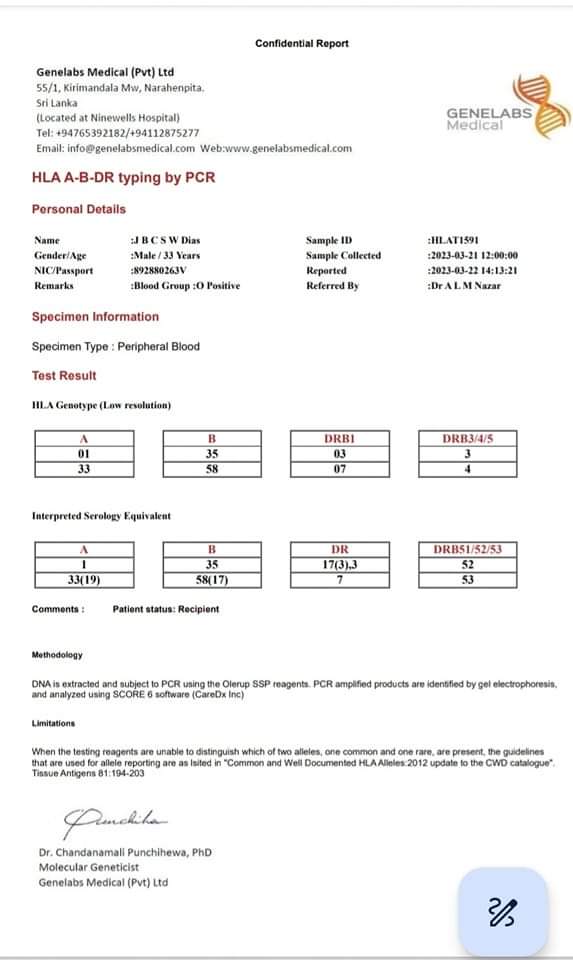 Confidential Report
Genelabs Medical (Pvt) Ltd
55/1, Kirimandala Mw, Narahenpita.
Sri Lanka
(Located at Ninewells Hospital)
Tel: +94765392182/+94112875277
Email: info@genelabsmedical.com Web:www.genelabsmedical.com
GENELABS
Medical
HLA A-B-DR typing by PCR
Personal Details
Name :J B C S W Dias Sample ID :HLAT1591
Gender/Age :Male / 33 Years Sample Collected :2023-03-21 12:00:00
NIC/Passport :892880263V Reported :2023-03-22 14:13:21
Remarks :Blood Group :O Positive Referred By :Dr A L M Nazar
Specimen Information
Specimen Type : Peripheral Blood
Test Result
HLA Genotype (Low resolution)
A B DRB1 DRB3/4/5
01 35 03 3
33 58 07 4
Interpreted Serology Equivalent
A B DR DRB51/52/53
1 35 17(3),3 52
33(19) 58(17) 7 53
Comments : Patient status: Recipient
Methodology
DNA is extracted and subject to PCR using the Olerup SSP reagents. PCR amplified products are identified by gel electrophoresis,
and analyzed using SCORE 6 software (CareDx Inc)
Limitations
When the testing reagents are unable to distinguish which of two alleles, one common and one rare, are present, the guidelines
that are used for allele reporting are as lsited in "Common and Well Documented HLA Alleles:2012 update to the CWD catalogue".
Tissue Antigens 81:194-203
Punchihe
Dr. Chandanamali Punchihewa, PhD
Molecular Geneticist
Genelabs Medical (Pvt) Ltd